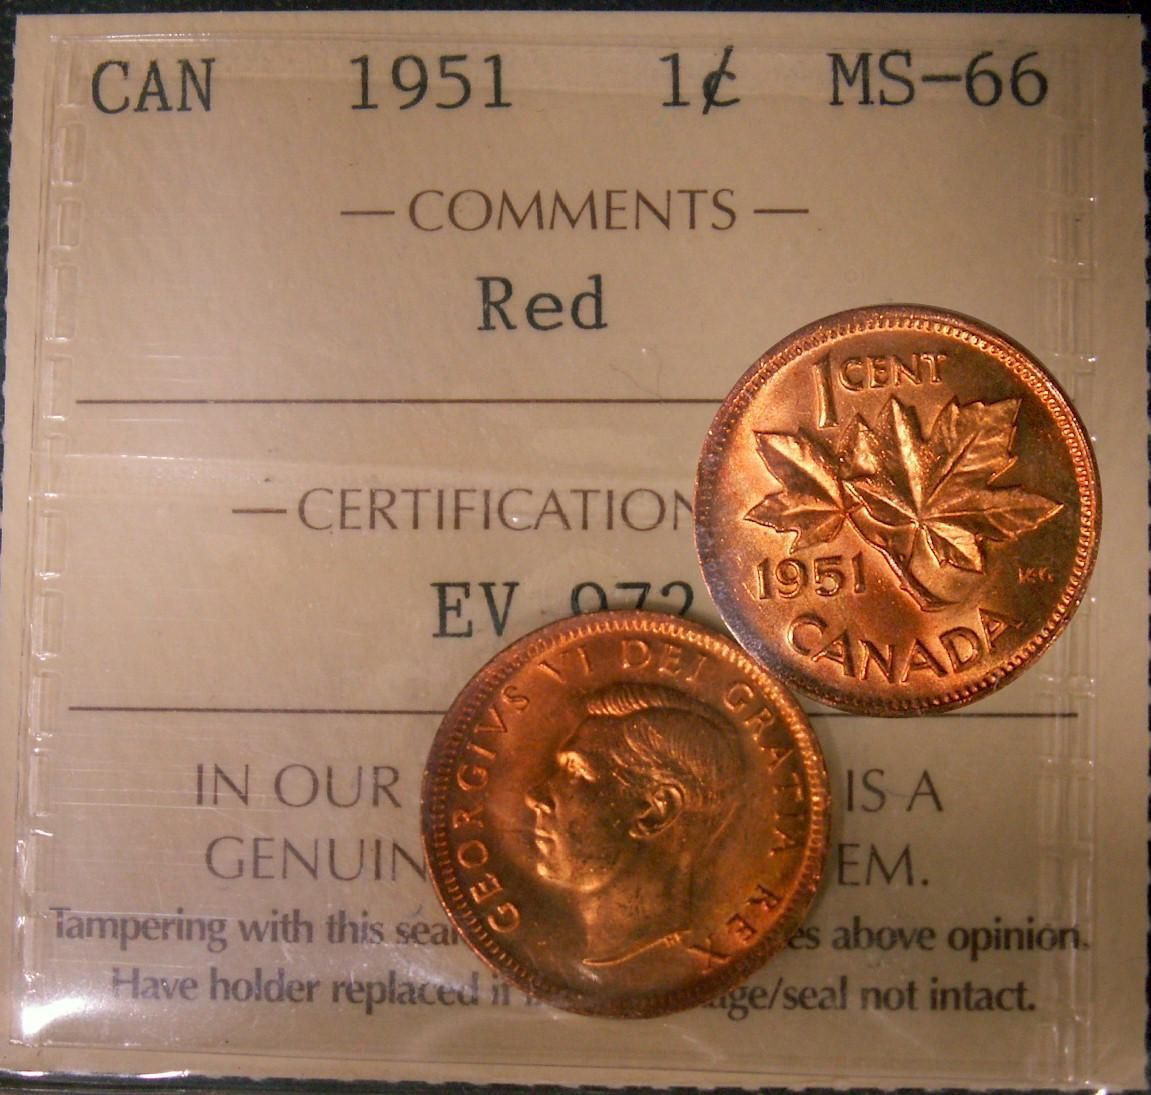 CAN 1951 1¢ MS-66
— COMMENTS —
Red
— CERTIFICATION
EV
IN OUR IS A
GENUIN EM.
Tampering with this sea es above opinion.
Have holder replaced if age/seal not intact.
1 CENT
1951 KG
CANADA
GEORGIVS VI DEI GRATIA REX